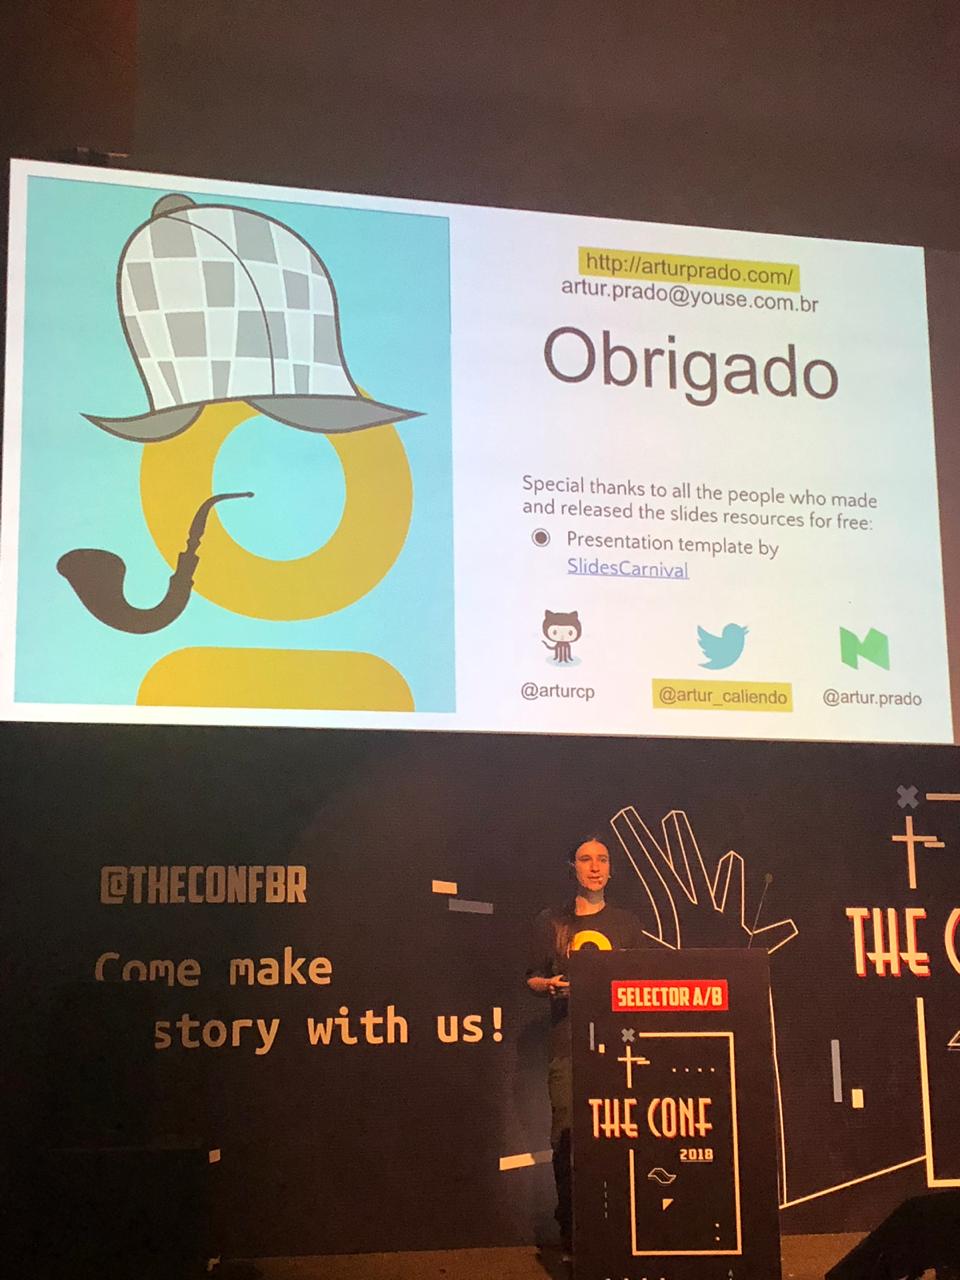 http://arturprado.com/
artur.prado@youse.com.br
Obrigado
Special thanks to all the people who made
and released the slides resources for free:
Presentation template by
SlidesCarnival
@arturcp
@artur_caliendo
@artur.prado
@THECONFBR
Come make
story with us!
THE C
SELECTOR A/B
THE CONF
2018